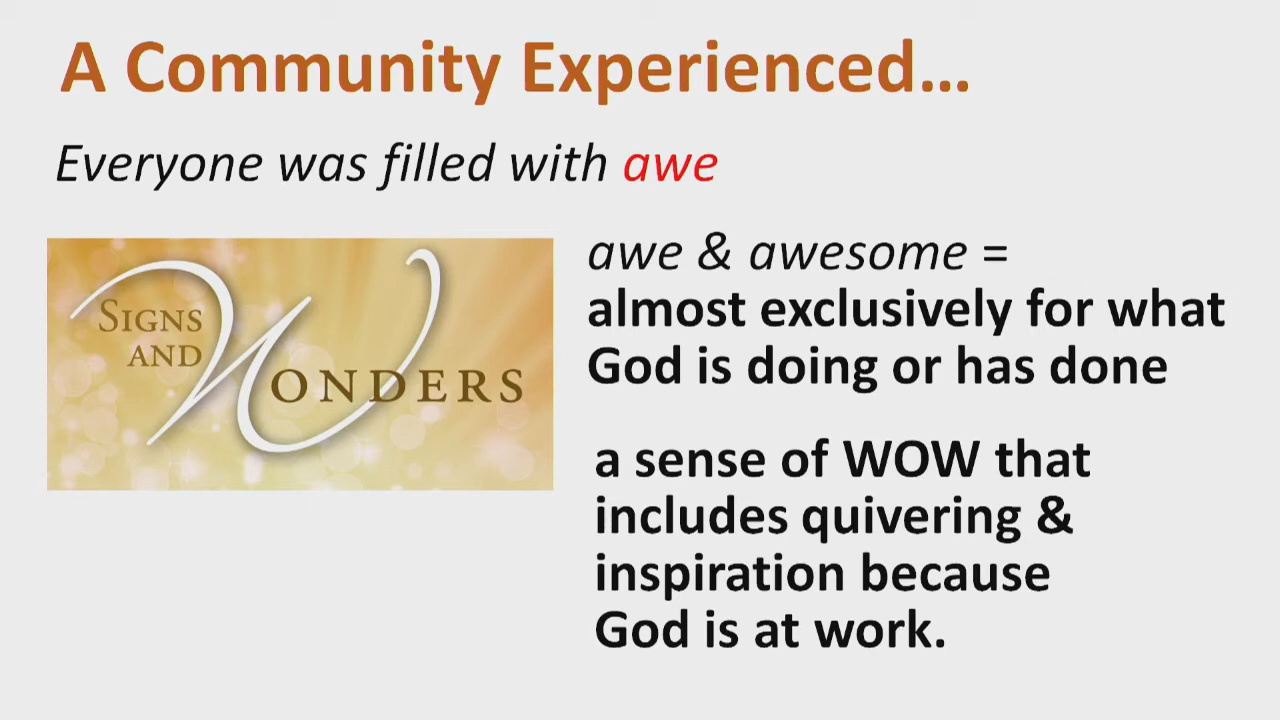 A Community Experienced...
Everyone was filled with awe
SIGNS
AND
WONDERS
awe & awesome =
almost exclusively for what
God is doing or has done
a sense of WOW that
includes quivering &
inspiration because
God is at work.